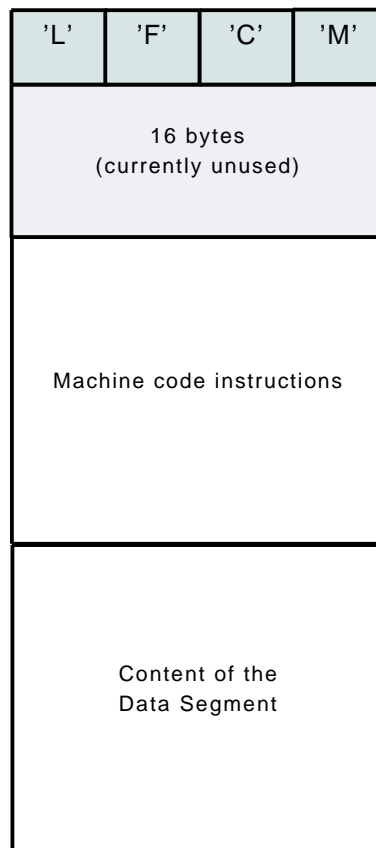 ’L’ ’F’ ’C’ ’M’
16 bytes
(currently unused)
Machine code instructions
Content of the
Data Segment